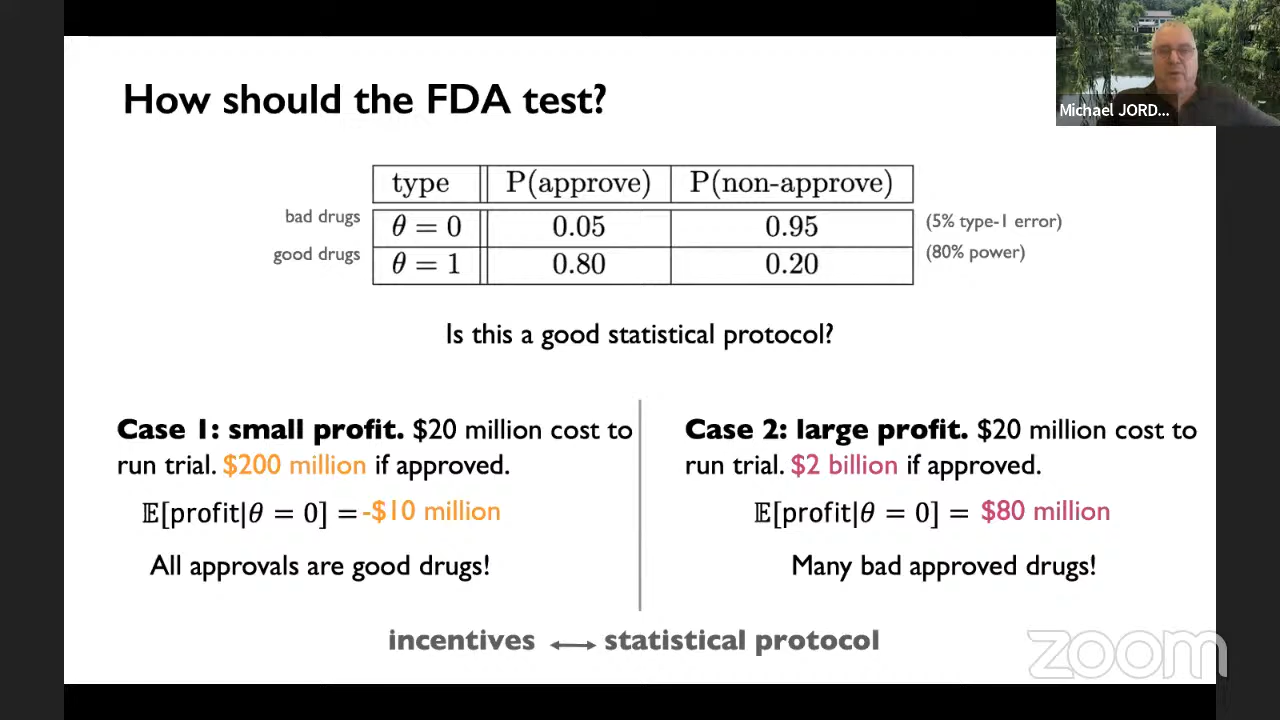 How should the FDA test?
Michael JORD...
type P(approve) P(non-approve)
bad drugs θ = 0 0.05 0.95 (5% type-1 error)
good drugs θ = 1 0.80 0.20 (80% power)
Is this a good statistical protocol?
Case 1: small profit. $20 million cost to
run trial. $200 million if approved.
𝔼[profit|θ = 0] = -$10 million
All approvals are good drugs!
Case 2: large profit. $20 million cost to
run trial. $2 billion if approved.
𝔼[profit|θ = 0] = $80 million
Many bad approved drugs!
incentives ⟷ statistical protocol
zoom